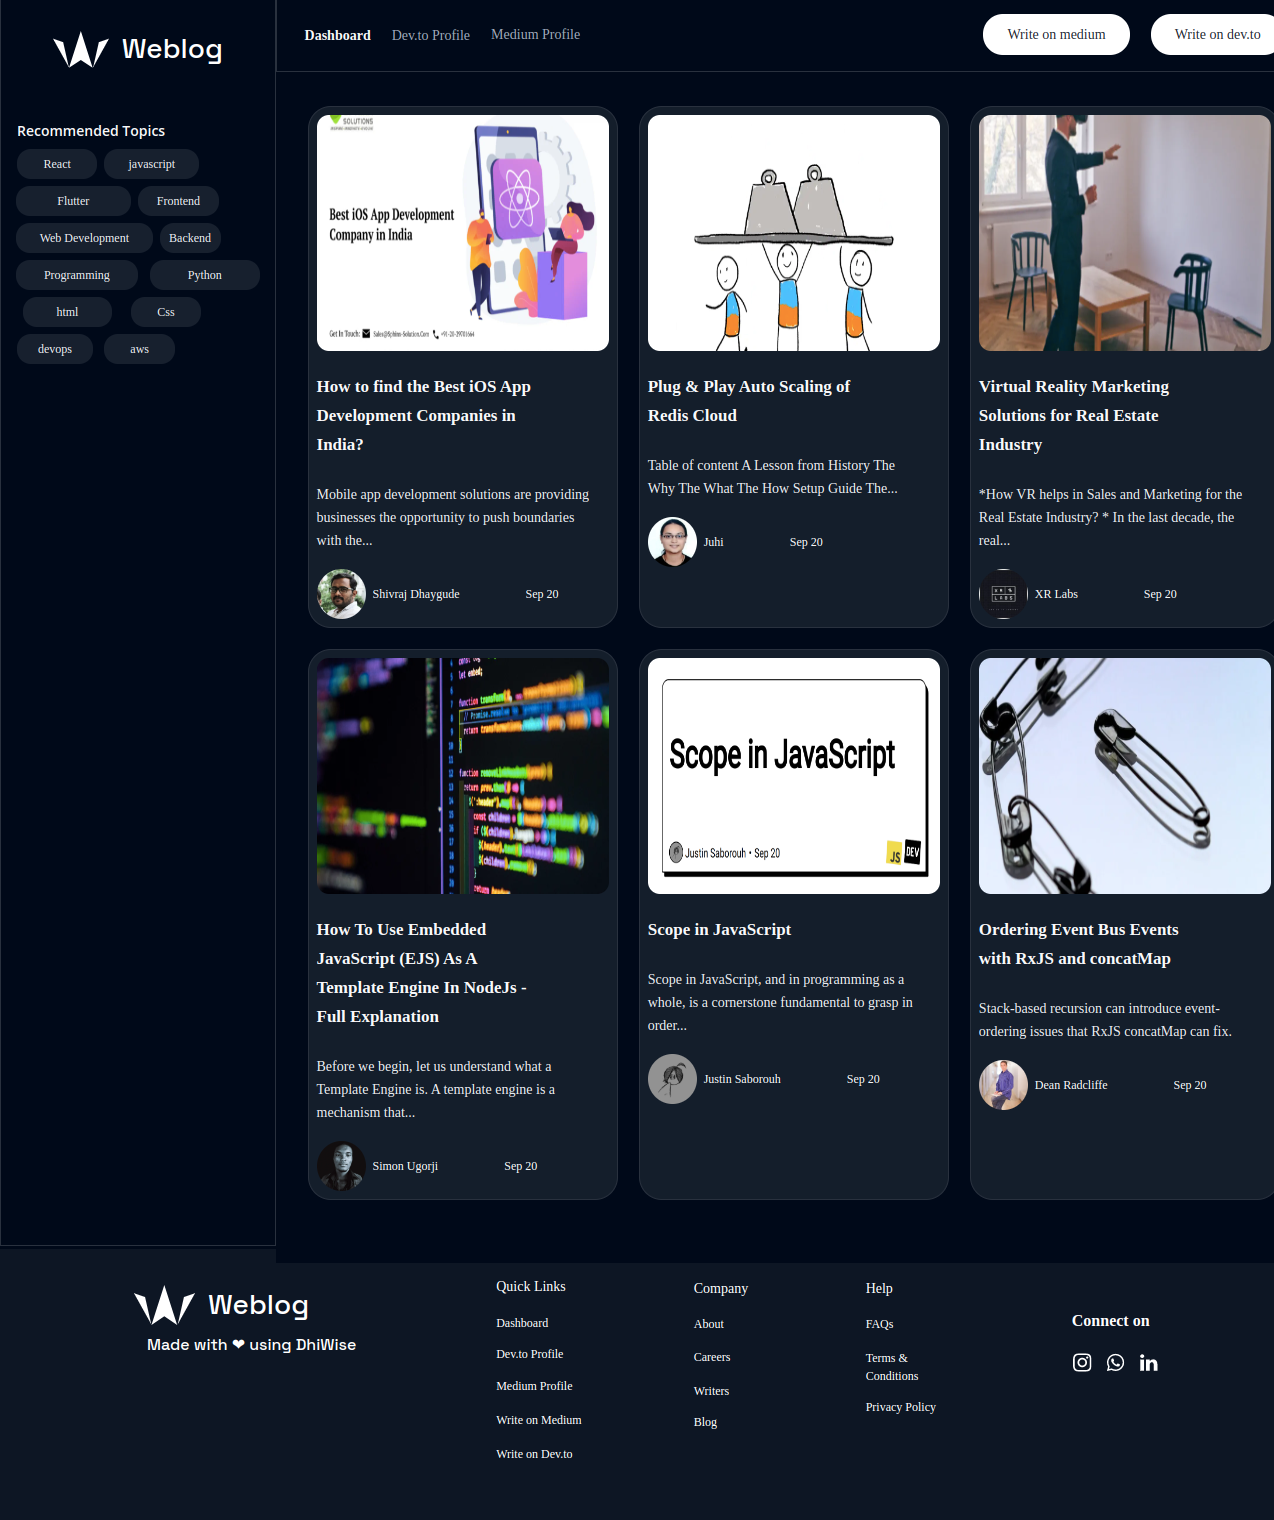 Weblog
Dashboard
Dev.to Profile
Medium Profile
Write on medium
Write on dev.to
Recommended Topics
React
javascript
Flutter
Frontend
Web Development
Backend
Programming
Python
html
Css
devops
aws
SOLUTIONS
Best iOS App Development
Company in India
Get In Touch:
Sales@Sphinx-Solution.Com
+91-20-29701664
How to find the Best iOS App
Development Companies in
India?
Mobile app development solutions are providing
businesses the opportunity to push boundaries
with the...
Shivraj Dhaygude
Sep 20
Plug & Play Auto Scaling of
Redis Cloud
Table of content A Lesson from History The
Why The What The How Setup Guide The...
Juhi
Sep 20
Virtual Reality Marketing
Solutions for Real Estate
Industry
*How VR helps in Sales and Marketing for the
Real Estate Industry? * In the last decade, the
real...
XR Labs
Sep 20
How To Use Embedded
JavaScript (EJS) As A
Template Engine In NodeJs -
Full Explanation
Before we begin, let us understand what a
Template Engine is. A template engine is a
mechanism that...
Simon Ugorji
Sep 20
Scope in JavaScript
Justin Saborouh • Sep 20
JS
DEV
Scope in JavaScript
Scope in JavaScript, and in programming as a
whole, is a cornerstone fundamental to grasp in
order...
Justin Saborouh
Sep 20
Ordering Event Bus Events
with RxJS and concatMap
Stack-based recursion can introduce event-
ordering issues that RxJS concatMap can fix.
Dean Radcliffe
Sep 20
Weblog
Made with ❤ using DhiWise
Quick Links
Dashboard
Dev.to Profile
Medium Profile
Write on Medium
Write on Dev.to
Company
About
Careers
Writers
Blog
Help
FAQs
Terms &
Conditions
Privacy Policy
Connect on